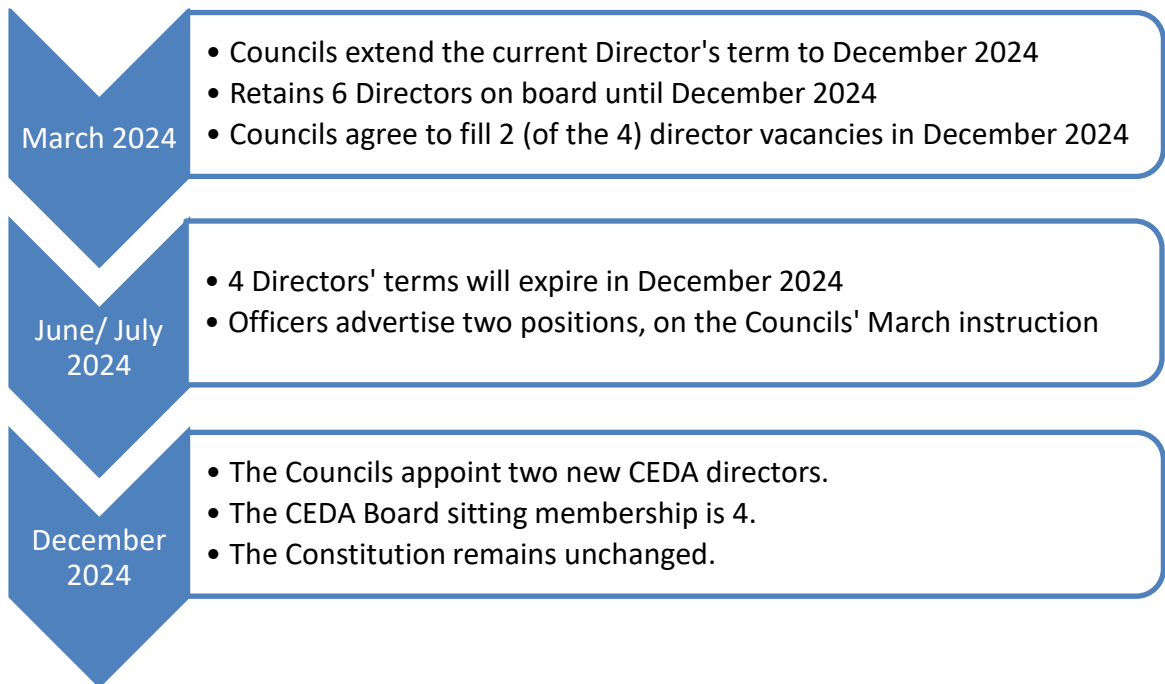 March 2024
• Councils extend the current Director's term to December 2024
• Retains 6 Directors on board until December 2024
• Councils agree to fill 2 (of the 4) director vacancies in December 2024
June/ July
2024
• 4 Directors' terms will expire in December 2024
• Officers advertise two positions, on the Councils' March instruction
December
2024
• The Councils appoint two new CEDA directors.
• The CEDA Board sitting membership is 4.
• The Constitution remains unchanged.